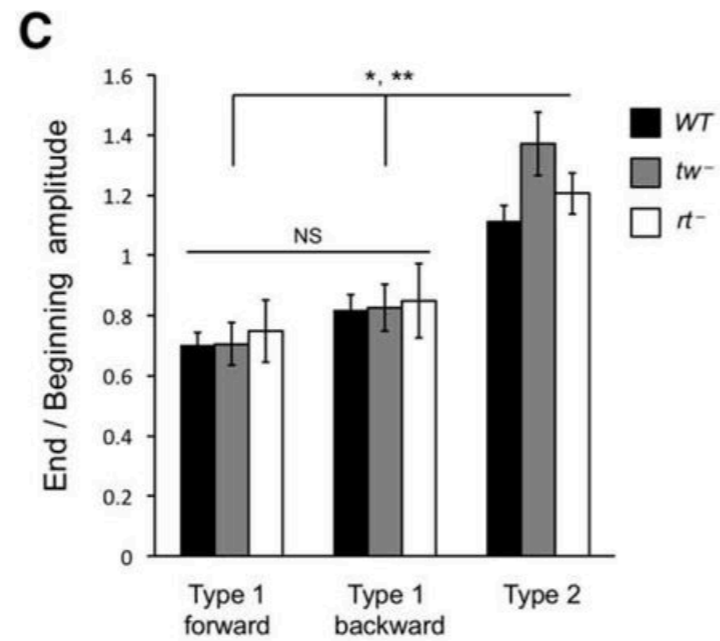 C
End / Beginning amplitude
1.6
1.4
1.2
1
0.8
0.6
0.4
0.2
0
*, **
NS
WT
tw⁻
rt⁻
Type 1 forward
Type 1 backward
Type 2